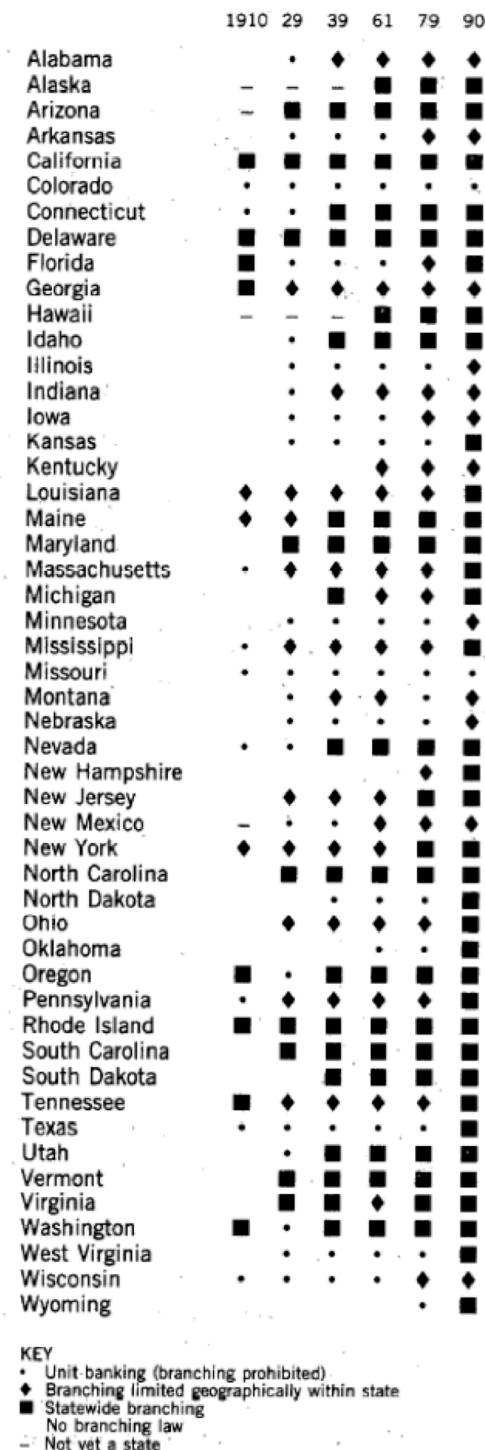 1910 29 39 61 79 90
Alabama • ◆ ◆ ◆ ◆
Alaska – – – ■ ■ ■
Arizona – ■ ■ ■ ■ ■
Arkansas • • • ◆ ◆
California ■ ■ ■ ■ ■ ■
Colorado • • • • • •
Connecticut • • ■ ■ ■ ■
Delaware ■ ■ ■ ■ ■ ■
Florida ■ • • • ◆ ■
Georgia ■ ◆ ◆ ◆ ◆ ◆
Hawaii – – – ■ ■ ■
Idaho • ■ ■ ■ ■
Illinois • • • • ◆
Indiana • ◆ ◆ ◆ ◆
Iowa • • • ◆ ◆
Kansas • • • • ■
Kentucky ◆ ◆ ◆
Louisiana ◆ ◆ ◆ ◆ ◆ ■
Maine ◆ ◆ ■ ■ ■ ■
Maryland ■ ■ ■ ■ ■
Massachusetts • ◆ ◆ ◆ ◆ ■
Michigan ■ ◆ ◆ ■
Minnesota • • • • ◆
Mississippi • ◆ ◆ ◆ ◆ ■
Missouri • • • • • •
Montana • ◆ ◆ • ◆
Nebraska • • • • ◆
Nevada • • ■ ■ ■ ■
New Hampshire ◆ ■
New Jersey ◆ ◆ ◆ ■ ■
New Mexico – • • ◆ ◆ ◆
New York ◆ ◆ ◆ ◆ ■ ■
North Carolina ■ ■ ■ ■ ■
North Dakota • • • ■
Ohio ◆ ◆ ◆ ◆ ■
Oklahoma • • ■
Oregon ■ • ■ ■ ■ ■
Pennsylvania • ◆ ◆ ◆ ◆ ■
Rhode Island ■ ■ ■ ■ ■ ■
South Carolina ■ ■ ■ ■ ■
South Dakota ■ ■ ■ ■
Tennessee ■ ◆ ◆ ◆ ◆ ■
Texas • • • • • ■
Utah • ■ ■ ■ ■
Vermont ■ ■ ■ ■ ■
Virginia ■ ■ ◆ ■ ■
Washington ■ • ■ ■ ■ ■
West Virginia • • • • ■
Wisconsin • • • • ◆ ◆
Wyoming • ■
KEY
• Unit banking (branching prohibited)
◆ Branching limited geographically within state
■ Statewide branching
No branching law
– Not yet a state